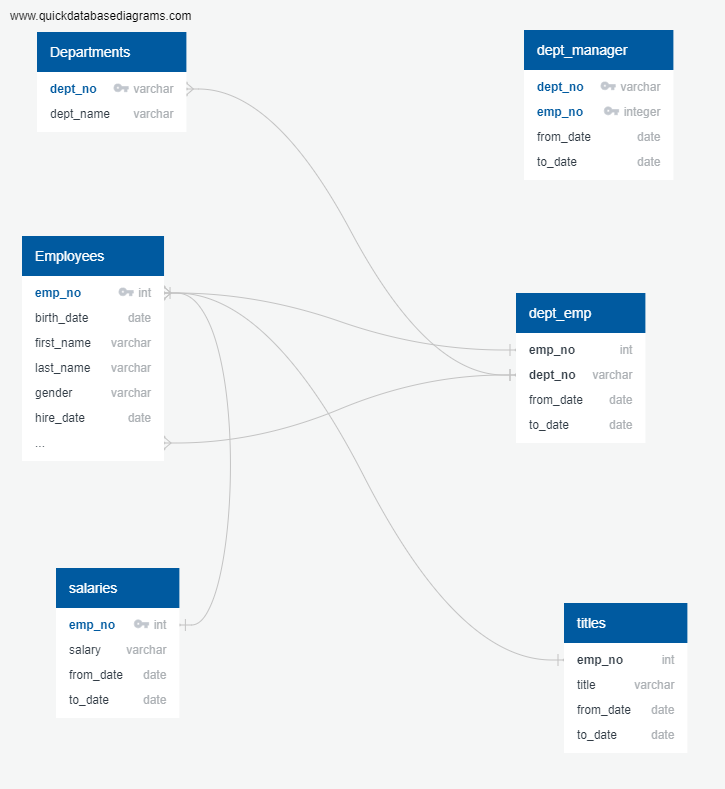 www.quickdatabasediagrams.com
Departments
dept_no varchar
dept_name varchar
dept_manager
dept_no varchar
emp_no integer
from_date date
to_date date
Employees
emp_no int
birth_date date
first_name varchar
last_name varchar
gender varchar
hire_date date
...
dept_emp
emp_no int
dept_no varchar
from_date date
to_date date
salaries
emp_no int
salary varchar
from_date date
to_date date
titles
emp_no int
title varchar
from_date date
to_date date